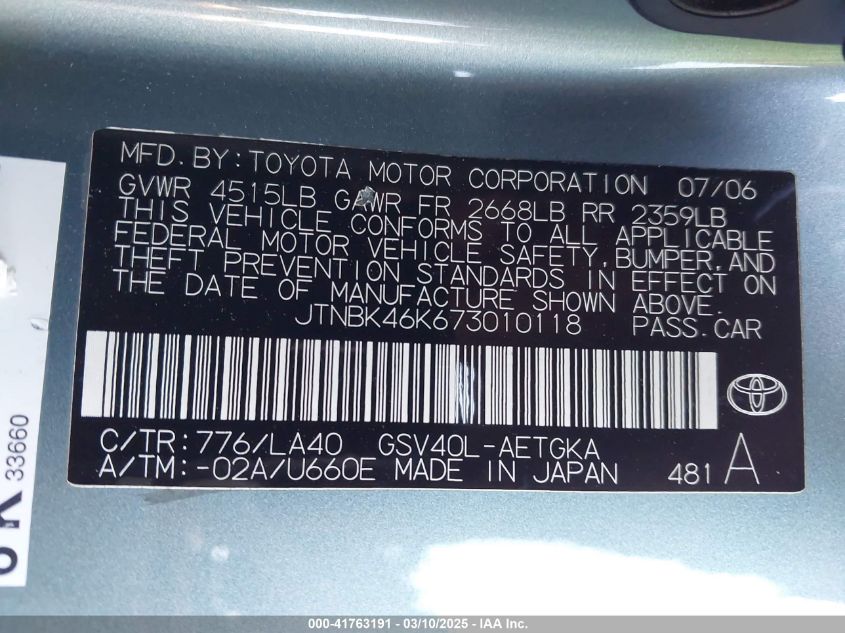 MFD. BY: TOYOTA MOTOR CORPORATION 07/06
GVWR 4515LB GAWR FR 2668LB RR 2359LB
THIS VEHICLE CONFORMS TO ALL APPLICABLE
FEDERAL MOTOR VEHICLE SAFETY, BUMPER, AND
THEFT PREVENTION STANDARDS IN EFFECT ON
THE DATE OF MANUFACTURE SHOWN ABOVE.
JTNBK46K673010118 PASS. CAR
C/TR: 776/LA40 GSV40L-AETGKA
A/TM: -02A/U660E MADE IN JAPAN 481 A
33660
000-41763191 - 03/10/2025 - IAA Inc.